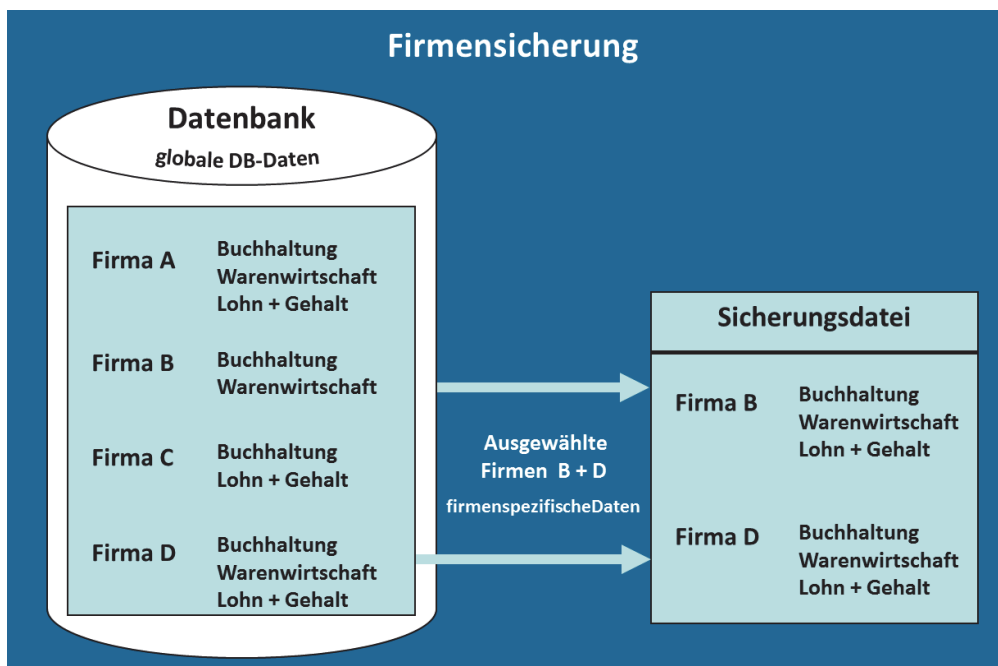 Firmensicherung
Datenbank
globale DB-Daten
Firma A
Buchhaltung
Warenwirtschaft
Lohn + Gehalt
Firma B
Buchhaltung
Warenwirtschaft
Firma C
Buchhaltung
Lohn + Gehalt
Firma D
Buchhaltung
Warenwirtschaft
Lohn + Gehalt
Ausgewählte
Firmen B + D
firmenspezifischeDaten
Sicherungsdatei
Firma B
Buchhaltung
Warenwirtschaft
Lohn + Gehalt
Firma D
Buchhaltung
Warenwirtschaft
Lohn + Gehalt